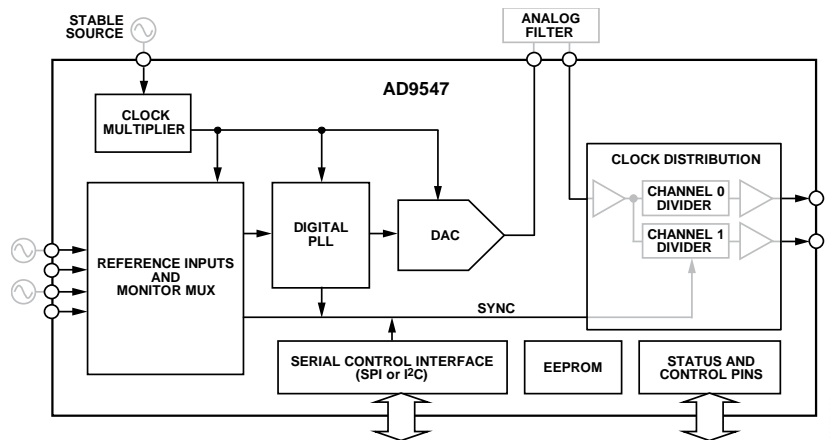 STABLE
SOURCE
ANALOG
FILTER
AD9547
CLOCK
MULTIPLIER
CLOCK DISTRIBUTION
CHANNEL 0
DIVIDER
CHANNEL 1
DIVIDER
DIGITAL
PLL
DAC
REFERENCE INPUTS
AND
MONITOR MUX
SYNC
SERIAL CONTROL INTERFACE
(SPI or I²C)
EEPROM
STATUS AND
CONTROL PINS